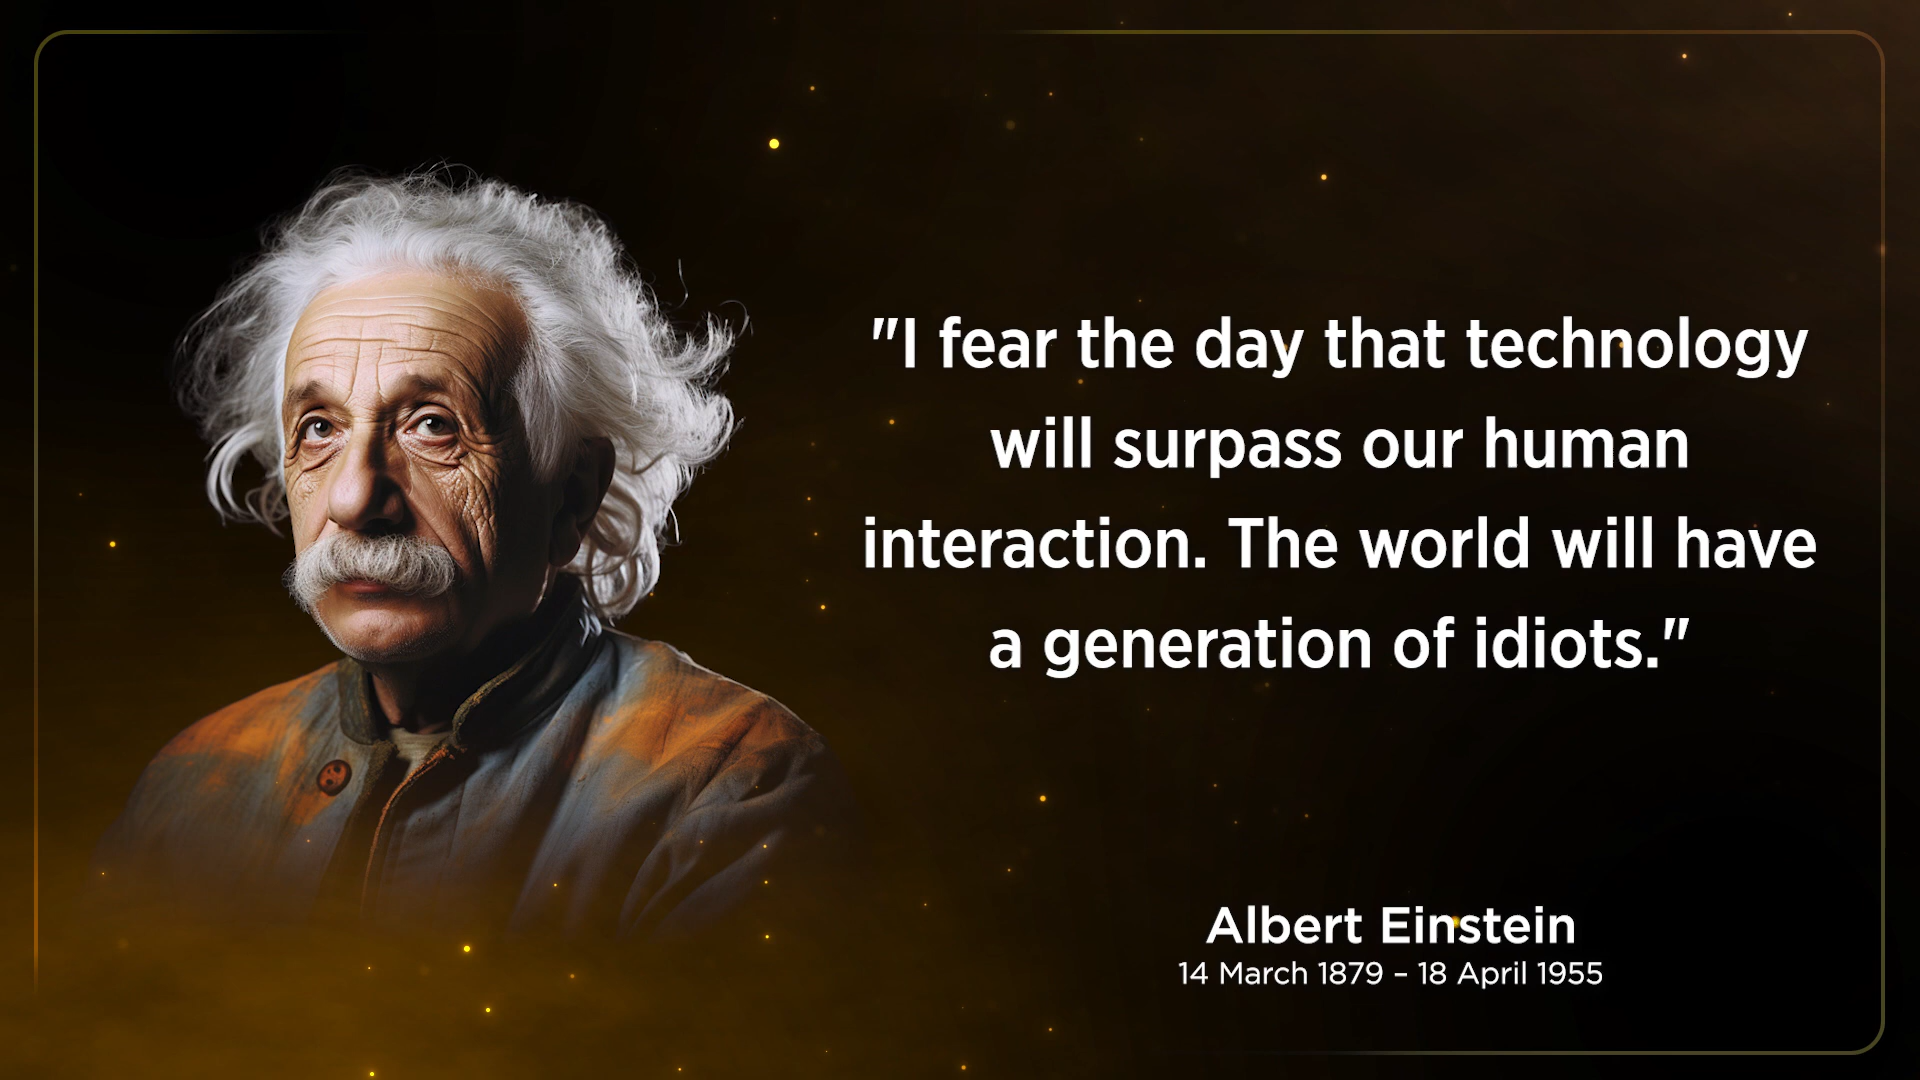 "I fear the day that technology
will surpass our human
interaction. The world will have
a generation of idiots."
Albert Einstein
14 March 1879 – 18 April 1955